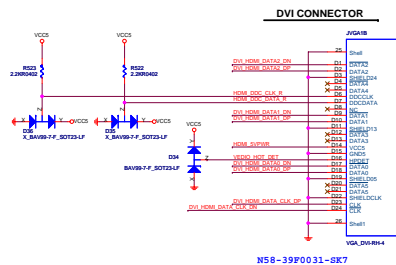 DVI CONNECTOR
VCC5
VCC5
JVGA1B
R523
2.2KR0402
R522
2.2KR0402
25 Shell
DVI_HDMI_DATA2_DN D1 DATA2
DVI_HDMI_DATA2_DP D2 DATA2
D3 SHIELD24
D4 DATA4
D5 DATA4
HDMI_DDC_CLK_R D6 DDCCLK
HDMI_DDC_DATA_R D7 DDCDATA
D8 NC
DVI_HDMI_DATA1_DN D9 DATA1
DVI_HDMI_DATA1_DP D10 DATA1
D11 SHIELD13
D12 DATA3
D13 DATA3
HDMI_5VPWR D14 VCC5
D15 GND5
VEDIO_HOT_DET D16 HPDET
DVI_HDMI_DATA0_DN D17 DATA0
DVI_HDMI_DATA0_DP D18 DATA0
D19 SHIELD05
D20 DATA5
D21 DATA5
D22 SHIELDCLK
DVI_HDMI_DATA_CLK_DP D23 CLK
DVI_HDMI_DATA_CLK_DN D24 CLK
26 Shell1
Z
Z
X Y VCC5
X Y VCC5
D36
X_BAV99-7-F_SOT23-LF
D35
X_BAV99-7-F_SOT23-LF
VCC5
Y
D34
Z
BAV99-7-F_SOT23-LF
X
VGA_DVI-RH-4
N58-39F0031-SK7